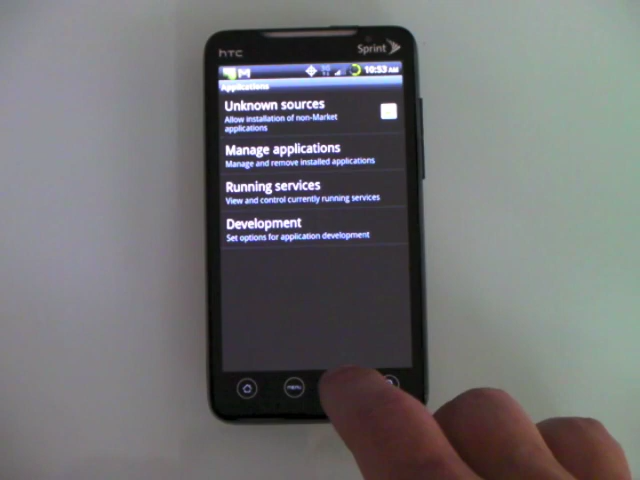 hTC
Sprint
10:53 AM
Applications
Unknown sources
Allow installation of non-Market
applications
Manage applications
Manage and remove installed applications
Running services
View and control currently running services
Development
Set options for application development
menu